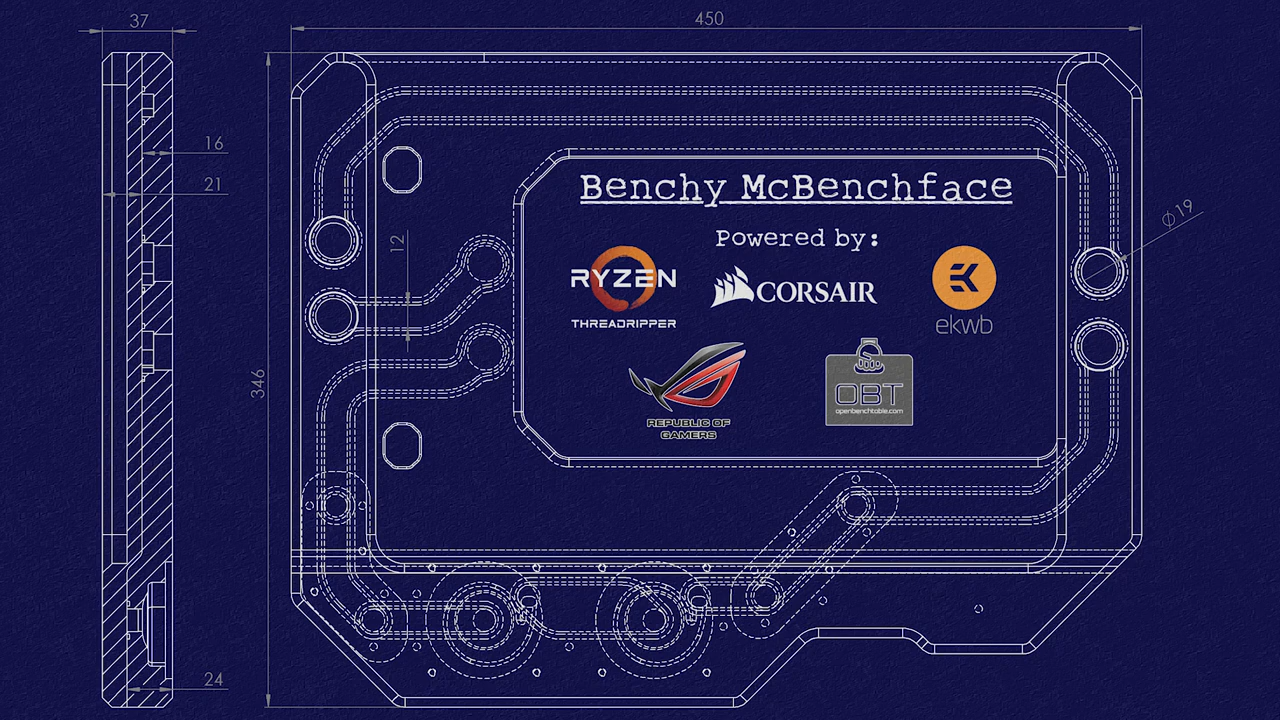 37
450
16
21
12
346
24
⌀19
Benchy McBenchface
Powered by:
RYZEN
THREADRIPPER
CORSAIR
ekwb
REPUBLIC OF
GAMERS
OBT
openbenchtable.com